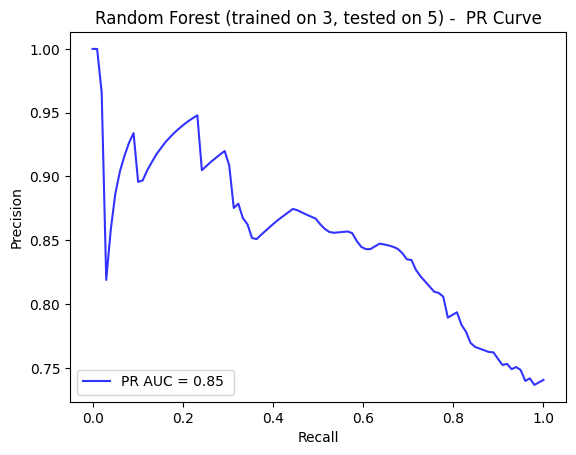 Random Forest (trained on 3, tested on 5) -  PR Curve
1.00
0.95
0.90
0.85
0.80
0.75
Precision
PR AUC = 0.85
0.0 0.2 0.4 0.6 0.8 1.0
Recall